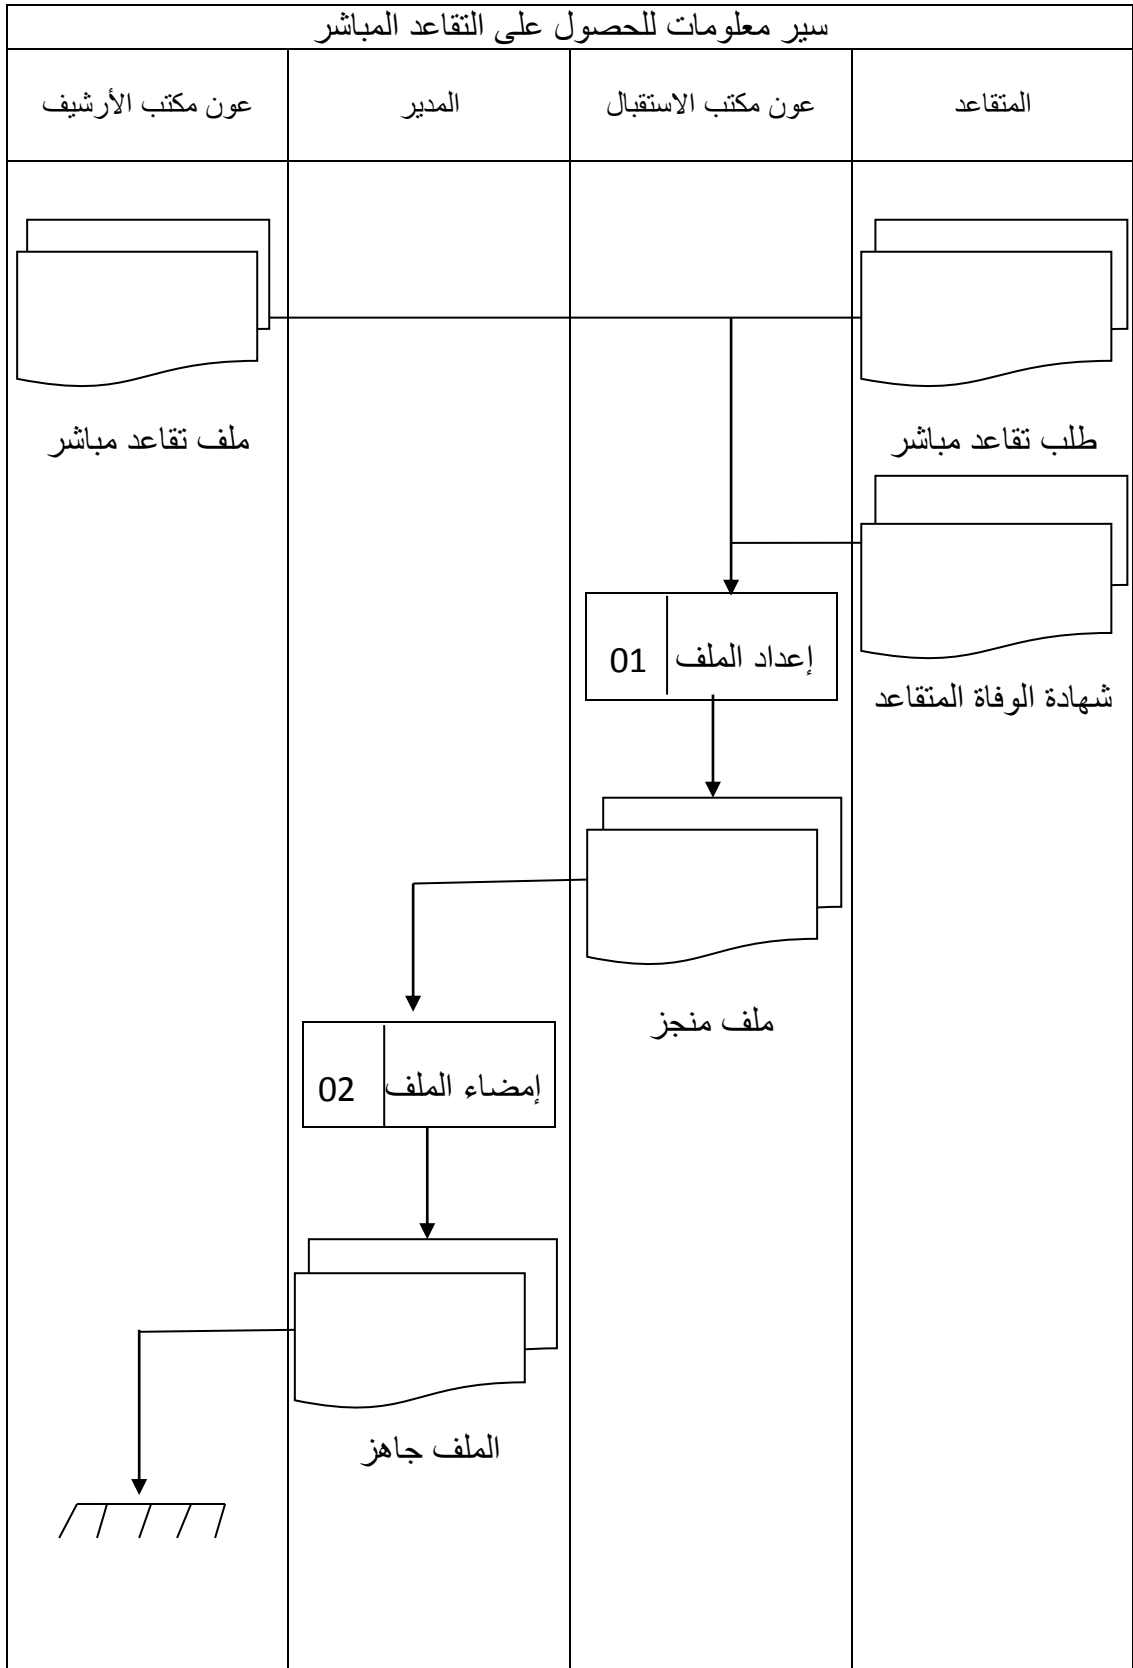 سير معلومات للحصول على التقاعد المباشر
المتقاعد
عون مكتب الاستقبال
المدير
عون مكتب الأرشيف
طلب تقاعد مباشر
ملف تقاعد مباشر
إعداد الملف
01
شهادة الوفاة المتقاعد
ملف منجز
إمضاء الملف
02
الملف جاهز